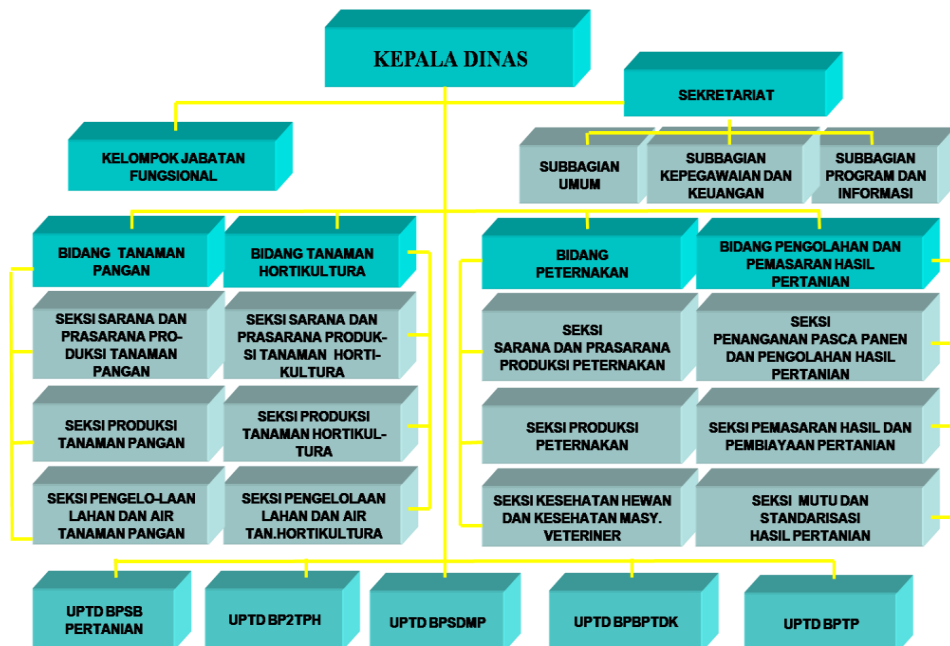 KEPALA DINAS
SEKRETARIAT
KELOMPOK JABATAN
FUNGSIONAL
SUBBAGIAN
UMUM
SUBBAGIAN
KEPEGAWAIAN DAN
KEUANGAN
SUBBAGIAN
PROGRAM DAN
INFORMASI
BIDANG TANAMAN
PANGAN
BIDANG TANAMAN
HORTIKULTURA
BIDANG
PETERNAKAN
BIDANG PENGOLAHAN DAN
PEMASARAN HASIL
PERTANIAN
SEKSI SARANA DAN
PRASARANA PRO-
DUKSI TANAMAN
PANGAN
SEKSI SARANA DAN
PRASARANA PRODUK-
SI TANAMAN HORTI-
KULTURA
SEKSI
SARANA DAN PRASARANA
PRODUKSI PETERNAKAN
SEKSI
PENANGANAN PASCA PANEN
DAN PENGOLAHAN HASIL
PERTANIAN
SEKSI PRODUKSI
TANAMAN PANGAN
SEKSI PRODUKSI
TANAMAN HORTIKUL-
TURA
SEKSI PRODUKSI
PETERNAKAN
SEKSI PEMASARAN HASIL DAN
PEMBIAYAAN PERTANIAN
SEKSI PENGELO-LAAN
LAHAN DAN AIR
TANAMAN PANGAN
SEKSI PENGELOLAAN
LAHAN DAN AIR
TAN.HORTIKULTURA
SEKSI KESEHATAN HEWAN
DAN KESEHATAN MASY.
VETERINER
SEKSI MUTU DAN
STANDARISASI
HASIL PERTANIAN
UPTD BPSB
PERTANIAN
UPTD BP2TPH
UPTD BPSDMP
UPTD BPBPTDK
UPTD BPTP